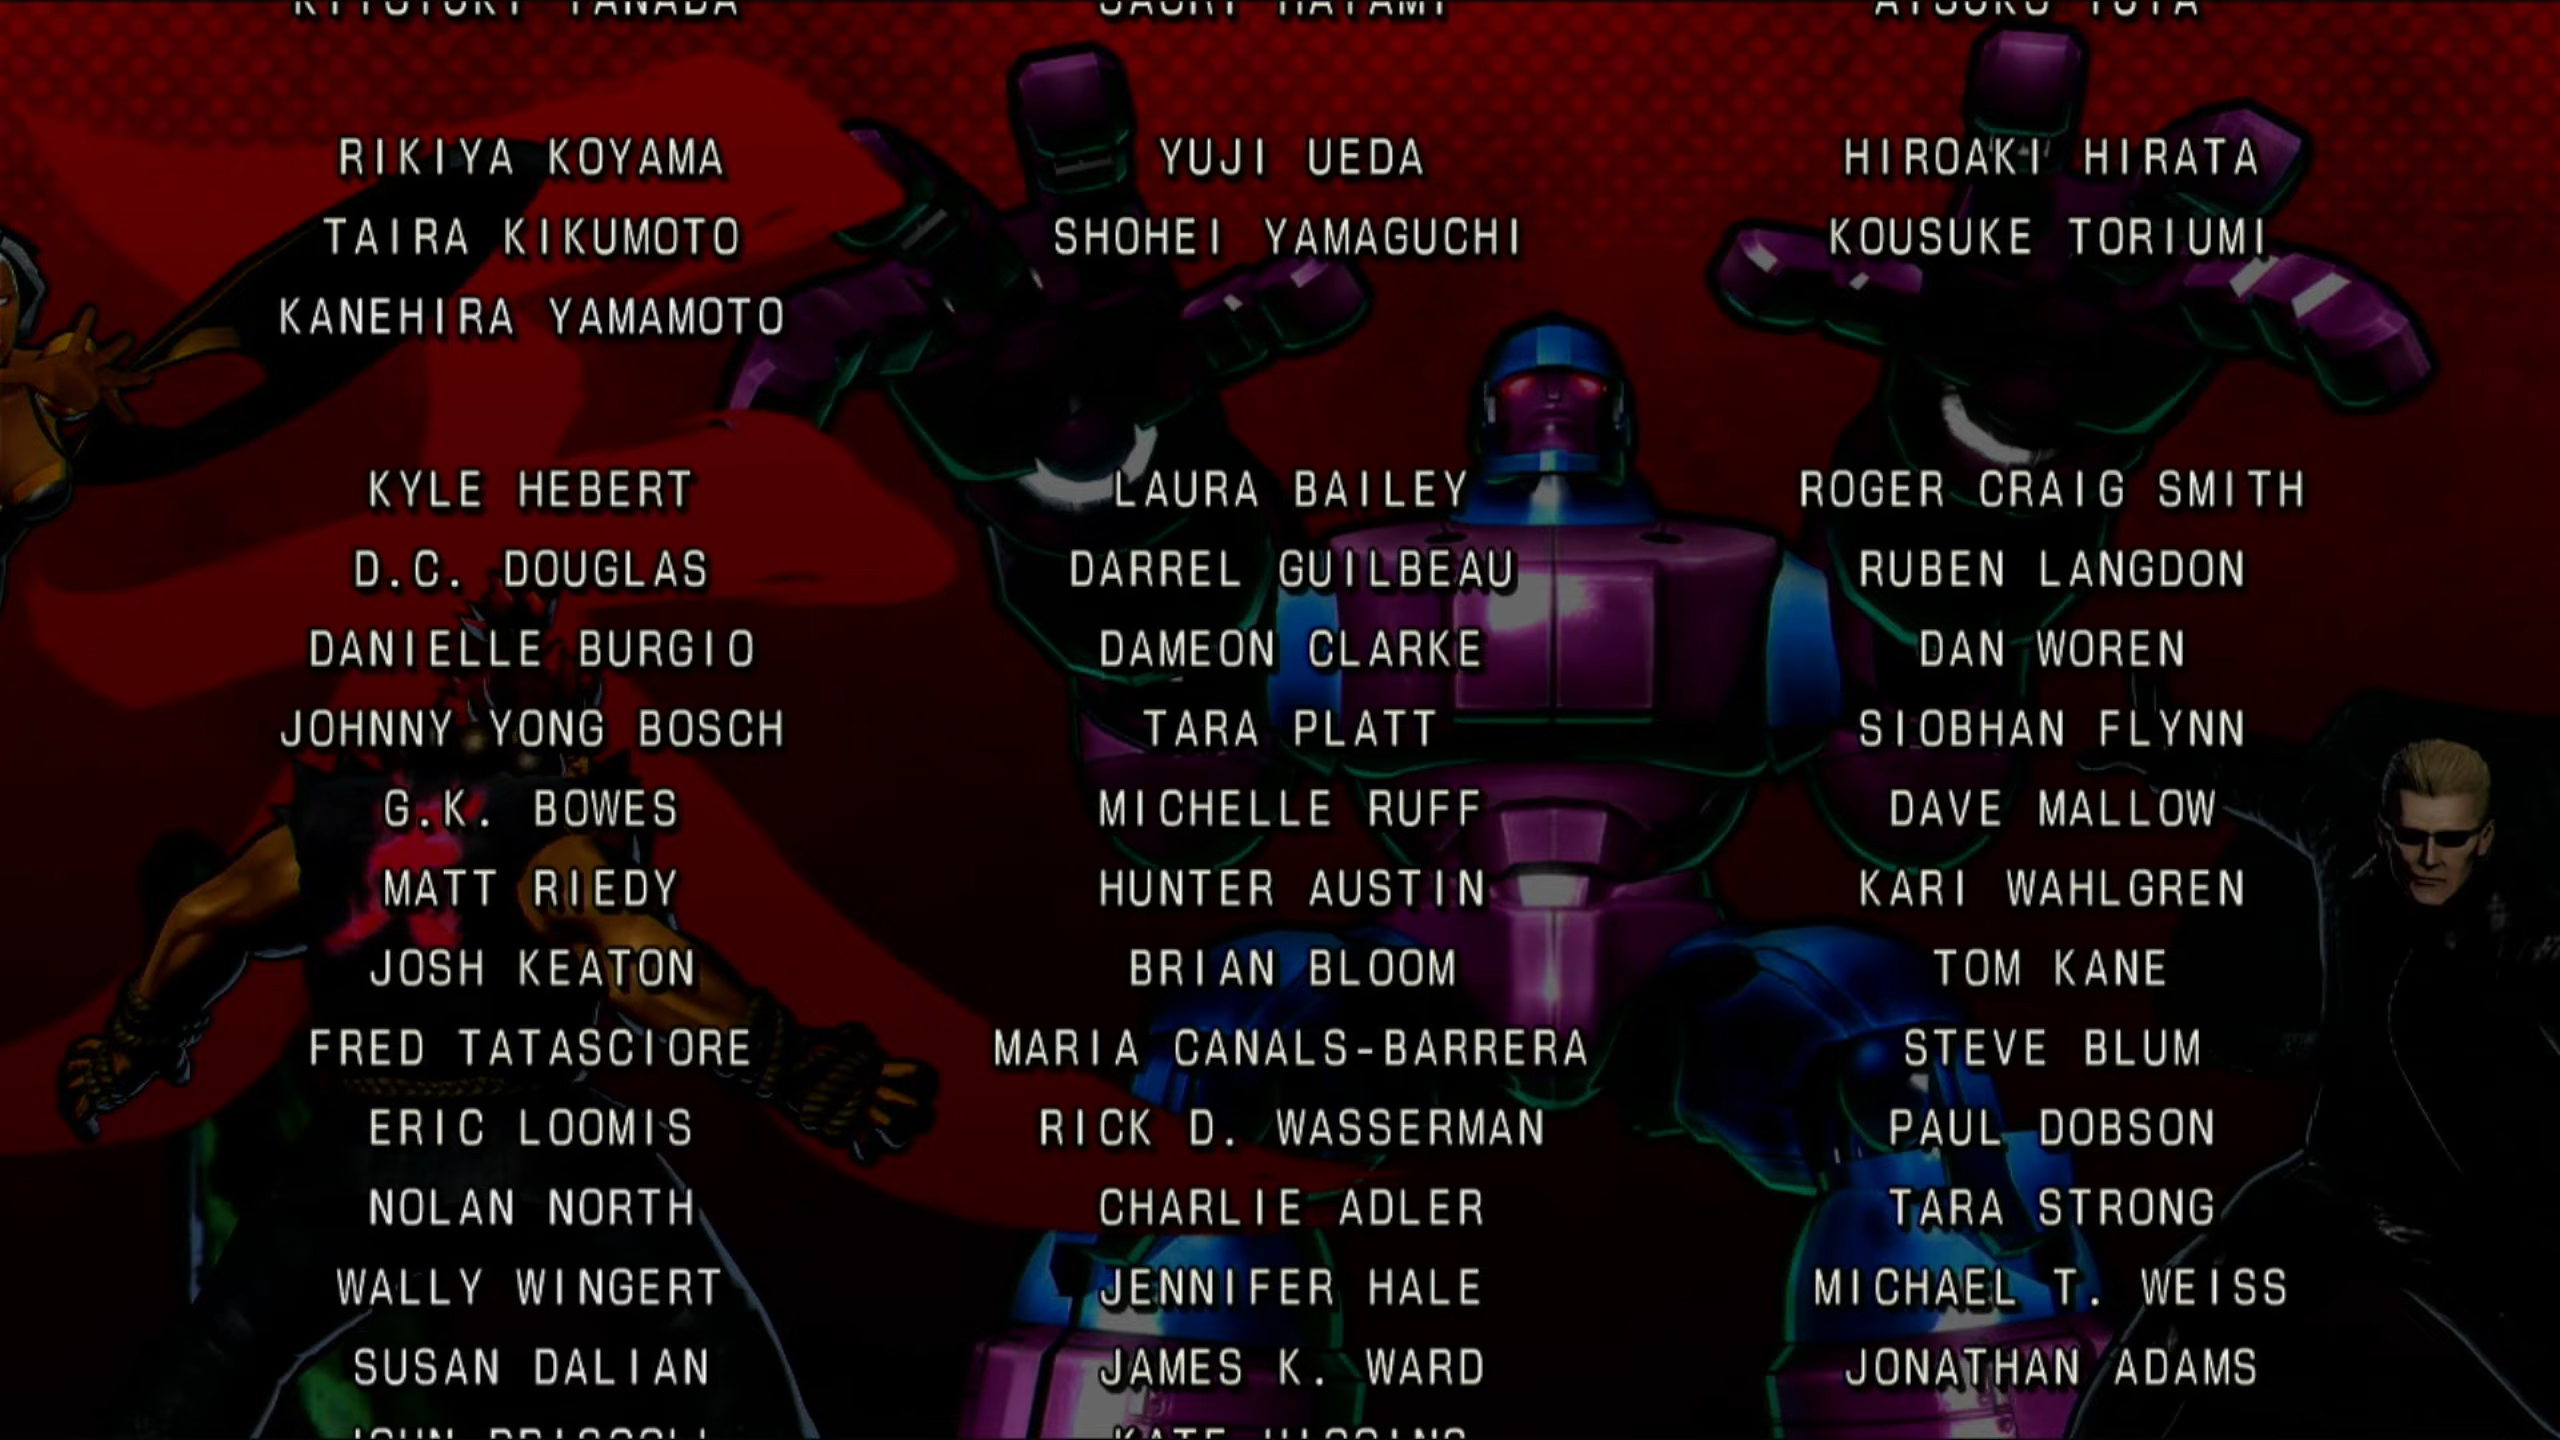 RIKIYA KOYAMA YUJI UEDA HIROAKI HIRATA
TAIRA KIKUMOTO SHOHEI YAMAGUCHI KOUSUKE TORIUMI
KANEHIRA YAMAMOTO
KYLE HEBERT LAURA BAILEY ROGER CRAIG SMITH
D.C. DOUGLAS DARREL GUILBEAU RUBEN LANGDON
DANIELLE BURGIO DAMEON CLARKE DAN WOREN
JOHNNY YONG BOSCH TARA PLATT SIOBHAN FLYNN
G.K. BOWES MICHELLE RUFF DAVE MALLOW
MATT RIEDY HUNTER AUSTIN KARI WAHLGREN
JOSH KEATON BRIAN BLOOM TOM KANE
FRED TATASCIORE MARIA CANALS-BARRERA STEVE BLUM
ERIC LOOMIS RICK D. WASSERMAN PAUL DOBSON
NOLAN NORTH CHARLIE ADLER TARA STRONG
WALLY WINGERT JENNIFER HALE MICHAEL T. WEISS
SUSAN DALIAN JAMES K. WARD JONATHAN ADAMS